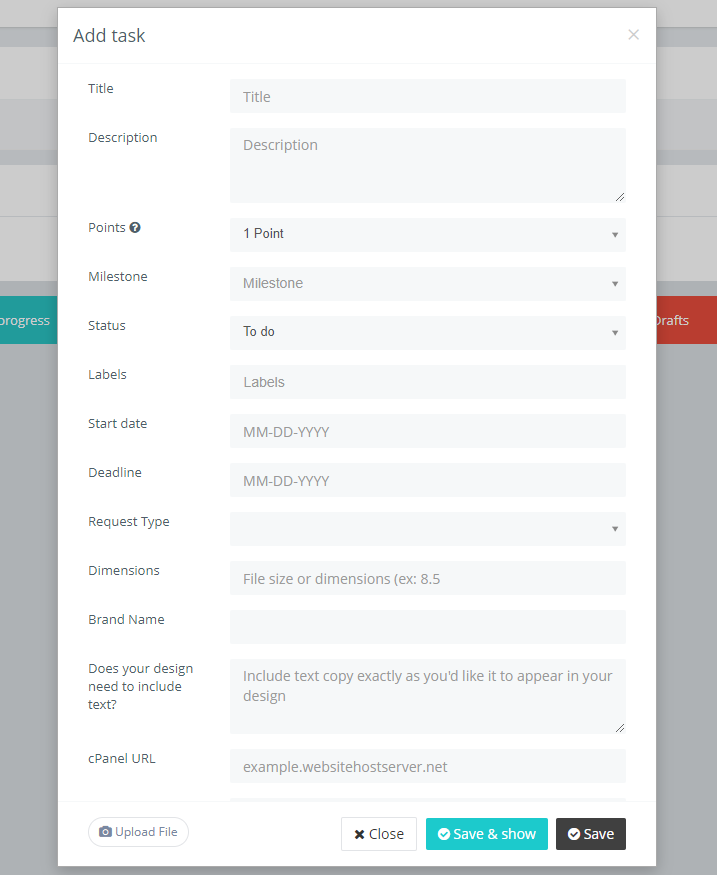 Add task
×
Title
Title
Description
Description
Points ?
1 Point
Milestone
Milestone
progress
Status
To do
Drafts
Labels
Labels
Start date
MM-DD-YYYY
Deadline
MM-DD-YYYY
Request Type
Dimensions
File size or dimensions (ex: 8.5
Brand Name
Does your design
need to include
text?
Include text copy exactly as you'd like it to appear in your
design
cPanel URL
example.websitehostserver.net
Upload File
Close
Save & show
Save